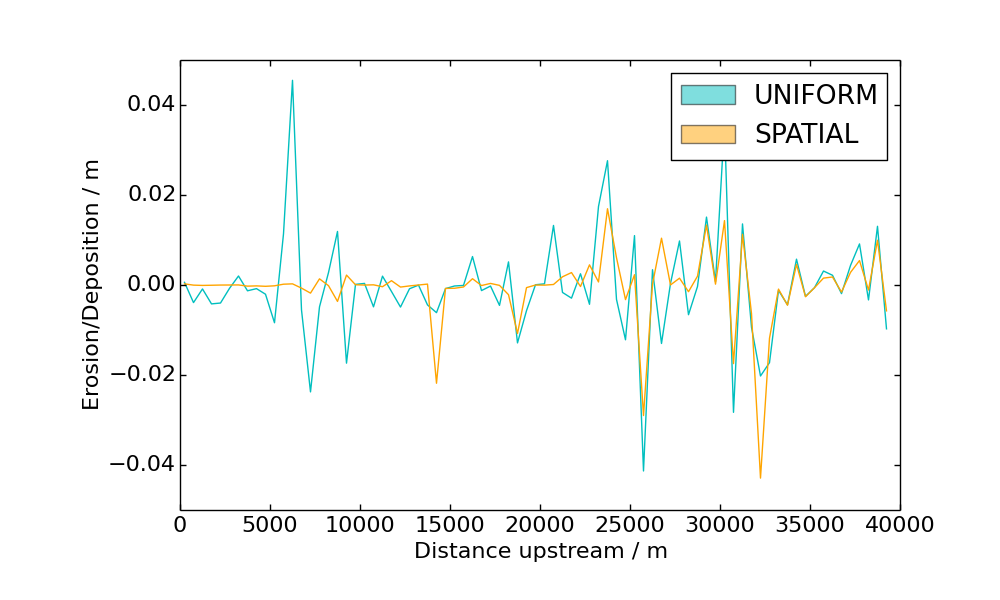 UNIFORM
SPATIAL
0.04
0.02
0.00
−0.02
−0.04
Erosion/Deposition / m
0 5000 10000 15000 20000 25000 30000 35000 40000
Distance upstream / m